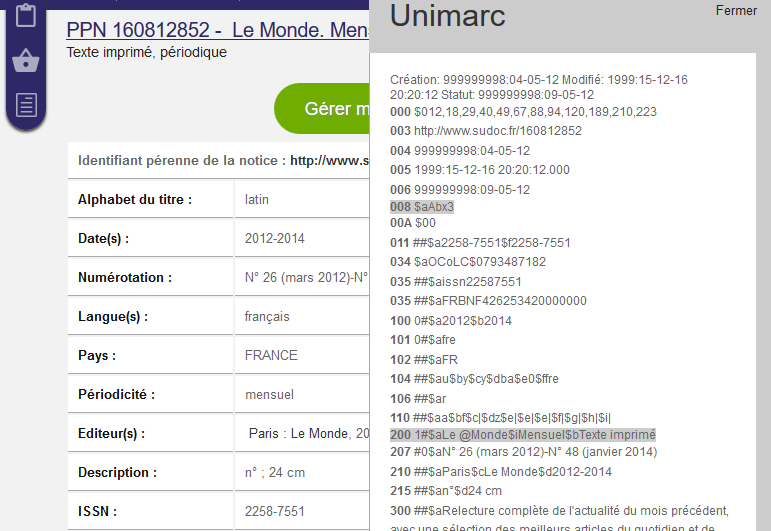 PPN 160812852 - Le Monde. Men
Texte imprimé, périodique
Gérer m
Identifiant pérenne de la notice : http://www.s
Alphabet du titre : latin
Date(s) : 2012-2014
Numérotation : N° 26 (mars 2012)-N°
Langue(s) : français
Pays : FRANCE
Périodicité : mensuel
Editeur(s) : Paris : Le Monde, 20
Description : n° ; 24 cm
ISSN : 2258-7551
Unimarc
Fermer
Création: 999999998:04-05-12 Modifié: 1999:15-12-16
20:20:12 Statut: 999999998:09-05-12
000 $012,18,29,40,49,67,88,94,120,189,210,223
003 http://www.sudoc.fr/160812852
004 999999998:04-05-12
005 1999:15-12-16 20:20:12.000
006 999999998:09-05-12
008 $aAbx3
00A $00
011 ##$a2258-7551$f2258-7551
034 $aOCoLC$0793487182
035 ##$aissn22587551
035 ##$aFRBNF426253420000000
100 0#$a2012$b2014
101 0#$afre
102 ##$aFR
104 ##$au$by$cy$dba$e0$ffre
106 ##$ar
110 ##$aa$bf$c|$dz$e|$e|$e|$f|$g|$h|$i|
200 1#$aLe @Monde$iMensuel$bTexte imprimé
207 #0$aN° 26 (mars 2012)-N° 48 (janvier 2014)
210 ##$aParis$cLe Monde$d2012-2014
215 ##$an°$d24 cm
300 ##$aRelecture complète de l'actualité du mois précédent,
avec une sélection des meilleurs articles du quotidien et de